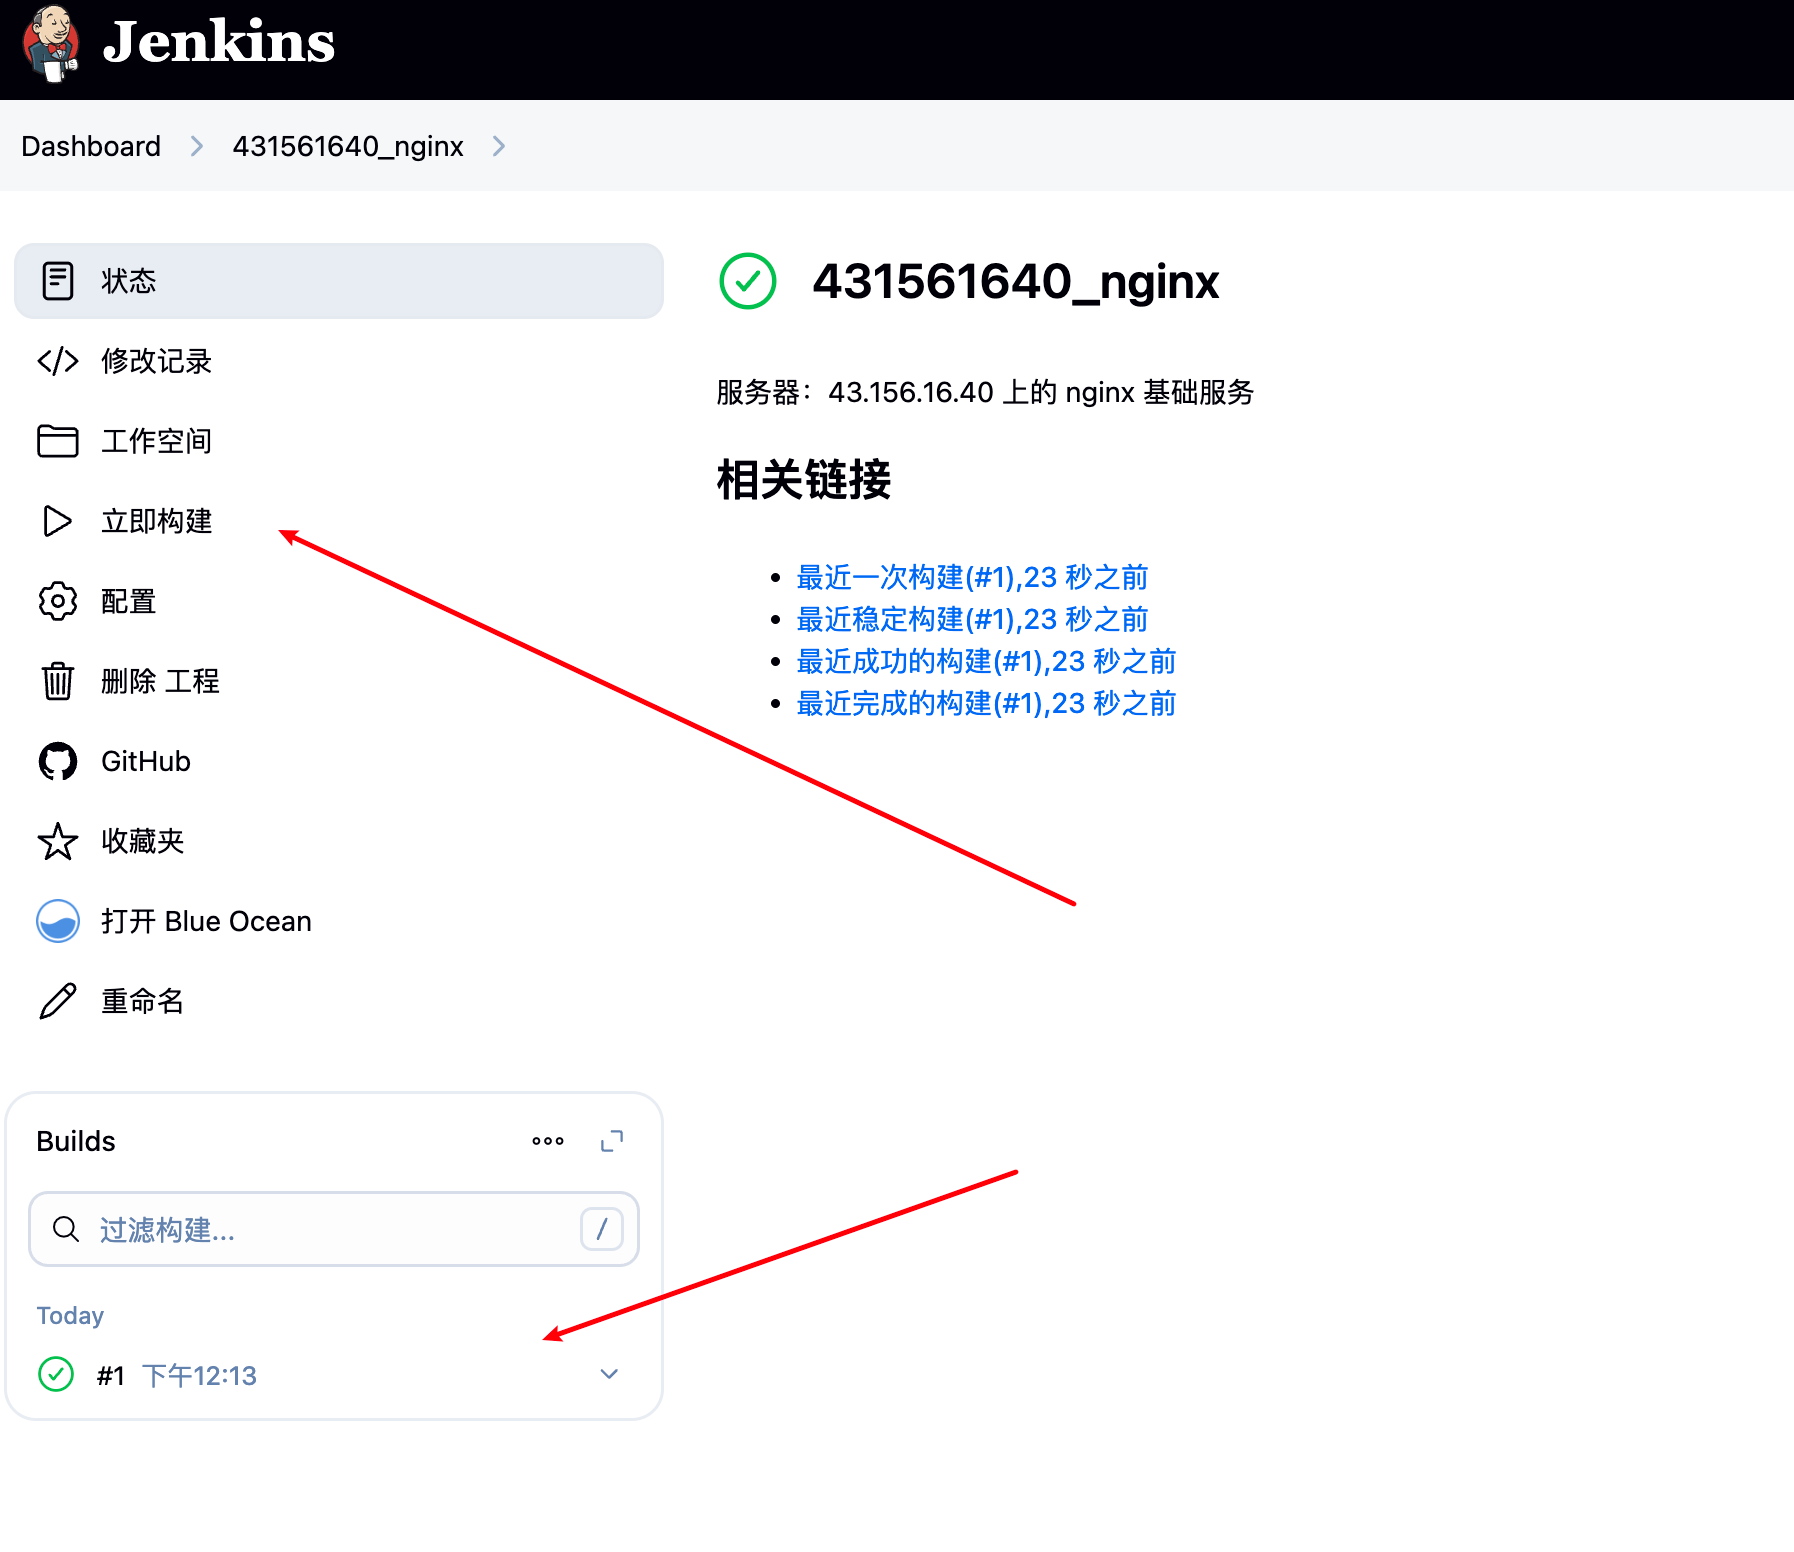 Jenkins
Dashboard
431561640_nginx
状态
修改记录
工作空间
立即构建
配置
删除 工程
GitHub
收藏夹
打开 Blue Ocean
重命名
Builds
过滤构建...
/
Today
#1 下午12:13
431561640_nginx
服务器：43.156.16.40 上的 nginx 基础服务
相关链接
最近一次构建(#1),23 秒之前
最近稳定构建(#1),23 秒之前
最近成功的构建(#1),23 秒之前
最近完成的构建(#1),23 秒之前